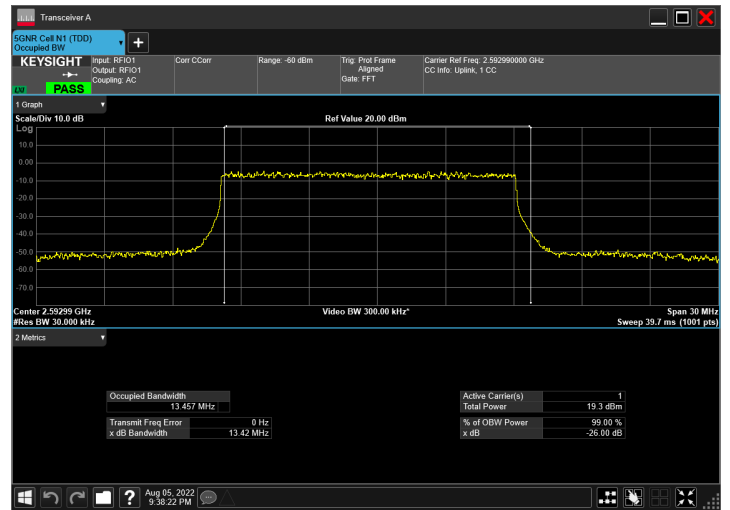 Transceiver A
5GNR Cell N1 (TDD)
Occupied BW
KEYSIGHT
Input: RFIO1
Output: RFIO1
Coupling: AC
Corr CCorr
Range: -60 dBm
Trig: Prot Frame
Aligned
Gate: FFT
Carrier Ref Freq: 2.592990000 GHz
CC Info: Uplink, 1 CC
PASS
1 Graph
Scale/Div 10.0 dB
Ref Value 20.00 dBm
Log
10.0
0.00
-10.0
-20.0
-30.0
-40.0
-50.0
-60.0
-70.0
Center 2.59299 GHz
Video BW 300.00 kHz*
Span 30 MHz
#Res BW 30.000 kHz
Sweep 39.7 ms (1001 pts)
2 Metrics
Occupied Bandwidth
13.457 MHz
Transmit Freq Error 0 Hz
x dB Bandwidth 13.42 MHz
Active Carrier(s) 1
Total Power 19.3 dBm
% of OBW Power 99.00 %
x dB -26.00 dB
Aug 05, 2022
9:38:22 PM